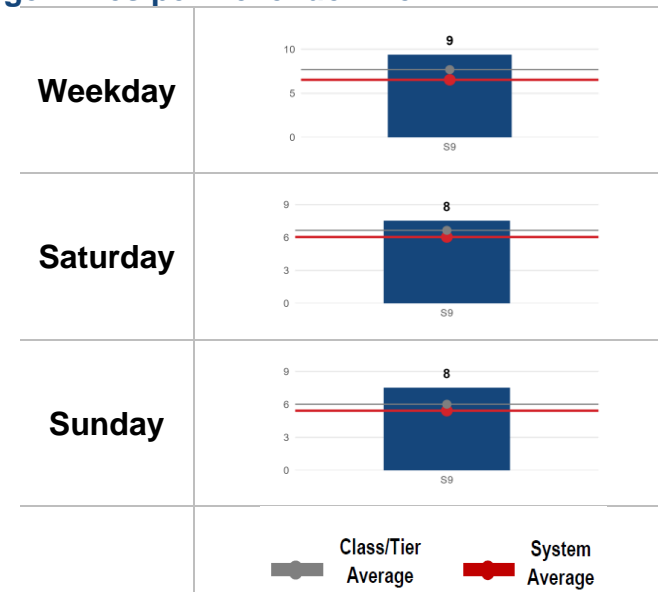 Weekday
9
10
5
0
S9
Saturday
8
9
6
3
0
S9
Sunday
8
9
6
3
0
S9
Class/Tier
Average
System
Average